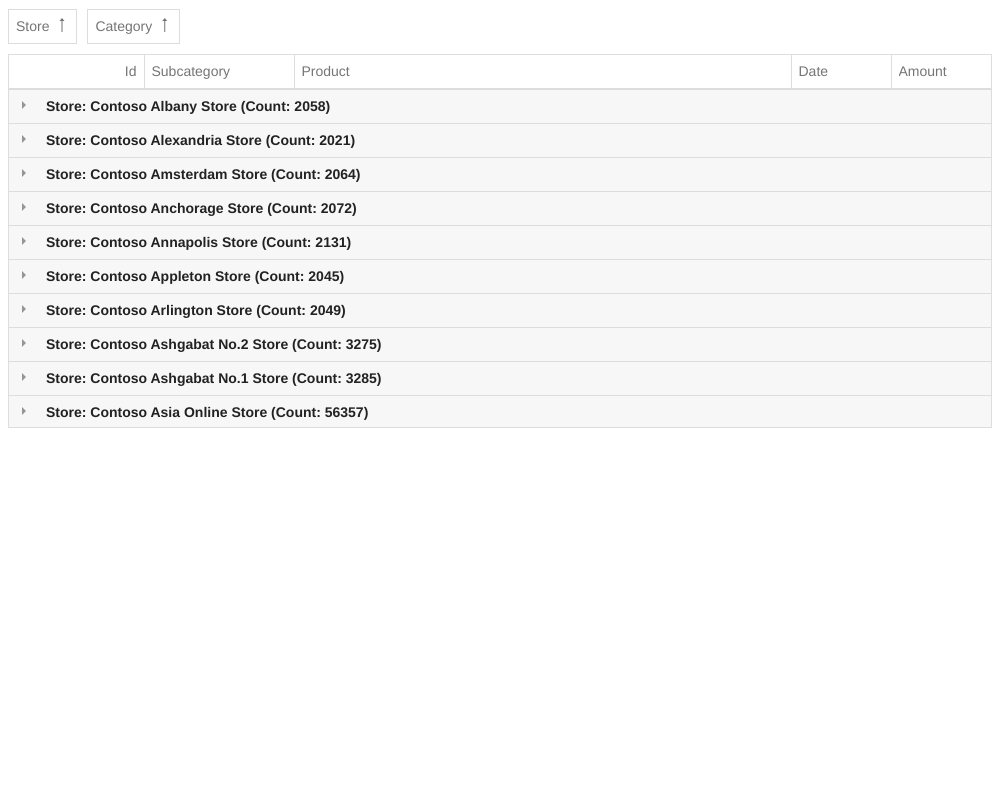 Store Category
Id Subcategory Product Date Amount
Store: Contoso Albany Store (Count: 2058)
Store: Contoso Alexandria Store (Count: 2021)
Store: Contoso Amsterdam Store (Count: 2064)
Store: Contoso Anchorage Store (Count: 2072)
Store: Contoso Annapolis Store (Count: 2131)
Store: Contoso Appleton Store (Count: 2045)
Store: Contoso Arlington Store (Count: 2049)
Store: Contoso Ashgabat No.2 Store (Count: 3275)
Store: Contoso Ashgabat No.1 Store (Count: 3285)
Store: Contoso Asia Online Store (Count: 56357)